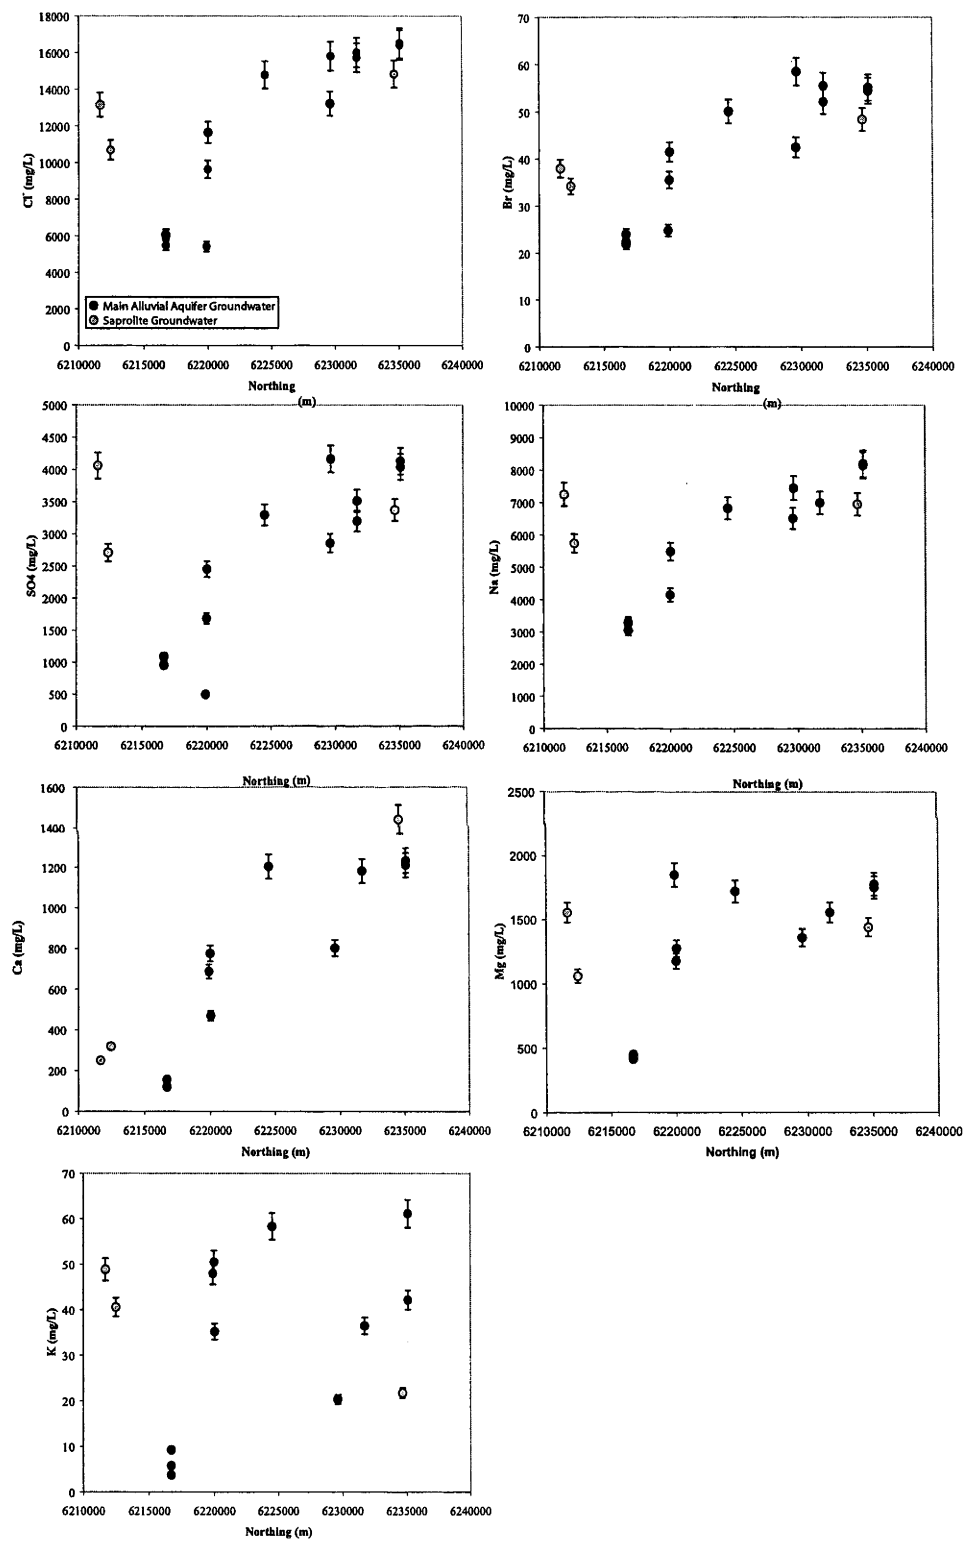 18000
16000
14000
12000
10000
8000
6000
4000
2000
0
Cl⁻ (mg/L)
Main Alluvial Aquifer Groundwater
Saprolite Groundwater
6210000 6215000 6220000 6225000 6230000 6235000 6240000
Northing
(m)
70
60
50
40
30
20
10
0
Br (mg/L)
6210000 6215000 6220000 6225000 6230000 6235000 6240000
Northing
(m)
5000
4500
4000
3500
3000
2500
2000
1500
1000
500
0
SO4 (mg/L)
6210000 6215000 6220000 6225000 6230000 6235000 6240000
Northing (m)
10000
9000
8000
7000
6000
5000
4000
3000
2000
1000
0
Na (mg/L)
6210000 6215000 6220000 6225000 6230000 6235000 6240000
Northing (m)
1600
1400
1200
1000
800
600
400
200
0
Ca (mg/L)
6210000 6215000 6220000 6225000 6230000 6235000 6240000
Northing (m)
2500
2000
1500
1000
500
0
Mg (mg/L)
6210000 6215000 6220000 6225000 6230000 6235000 6240000
Northing (m)
70
60
50
40
30
20
10
0
K (mg/L)
6210000 6215000 6220000 6225000 6230000 6235000 6240000
Northing (m)